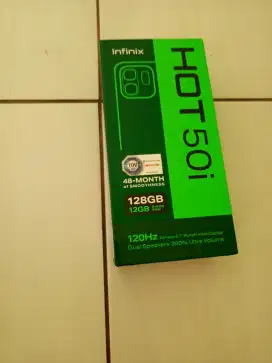 Infinix
HOT 50i
48-MONTH
of SMOOTHNESS
128GB
12GB
120Hz
Dual Speakers 300% Ultra Volume